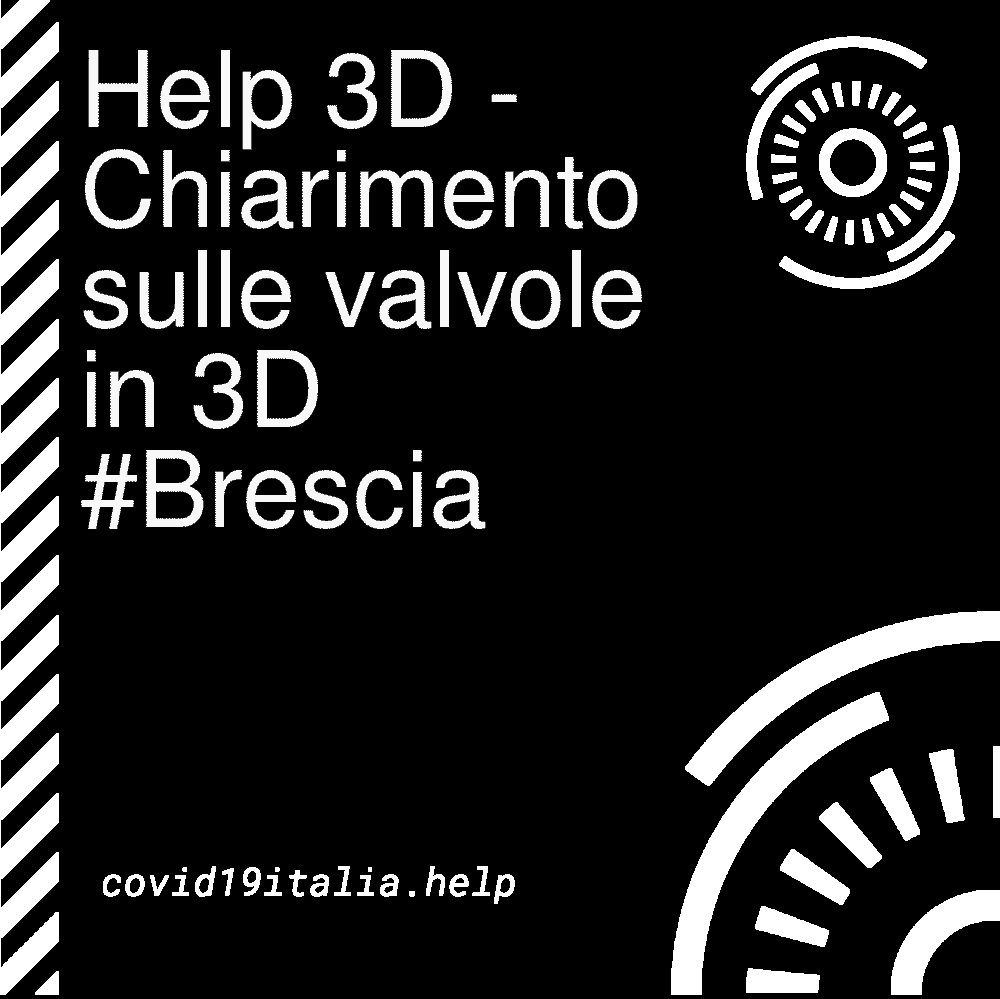 Help 3D -
Chiarimento
sulle valvole
in 3D
#Brescia
covid19italia.help